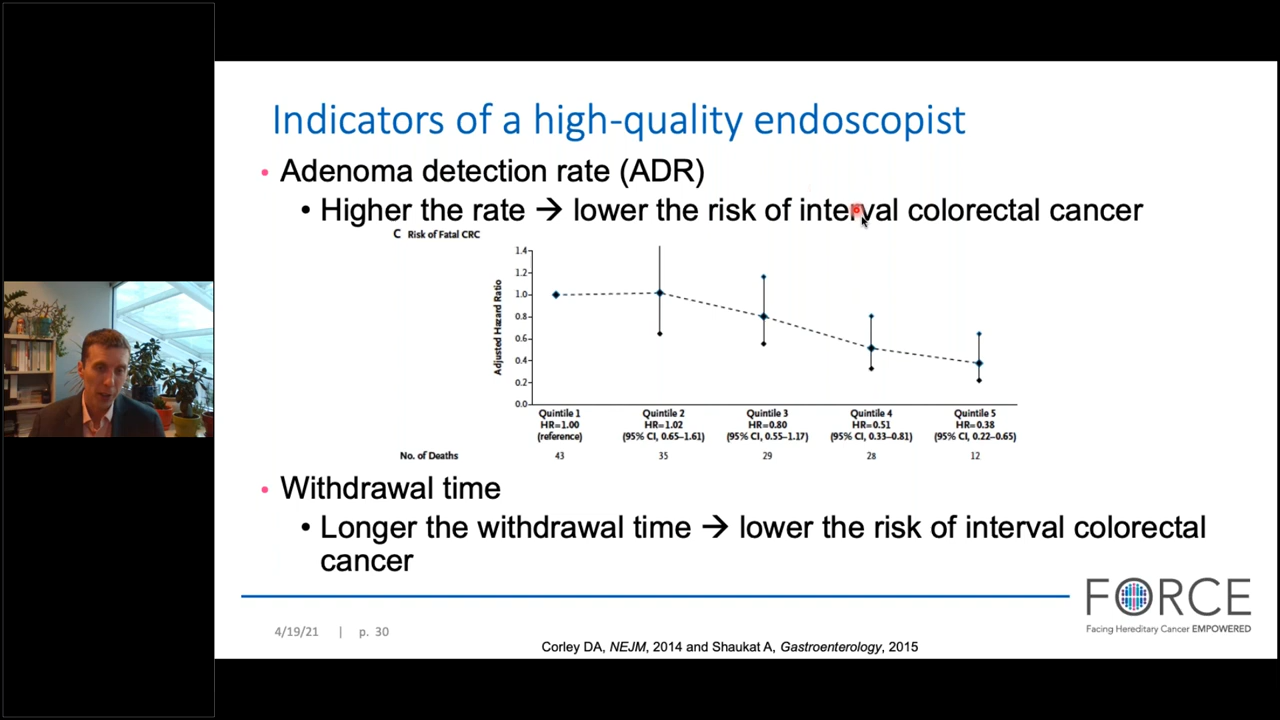 Indicators of a high-quality endoscopist
• Adenoma detection rate (ADR)
• Higher the rate → lower the risk of interval colorectal cancer
C Risk of Fatal CRC
Adjusted Hazard Ratio
1.4
1.2
1.0
0.8
0.6
0.4
0.2
0.0
Quintile 1 Quintile 2 Quintile 3 Quintile 4 Quintile 5
HR=1.00 HR=1.02 HR=0.80 HR=0.51 HR=0.38
(reference) (95% CI, 0.65–1.61) (95% CI, 0.55–1.17) (95% CI, 0.33–0.81) (95% CI, 0.22–0.65)
No. of Deaths 43 35 29 28 12
• Withdrawal time
• Longer the withdrawal time → lower the risk of interval colorectal
cancer
4/19/21 | p. 30
Corley DA, NEJM, 2014 and Shaukat A, Gastroenterology, 2015
FORCE
Facing Hereditary Cancer EMPOWERED